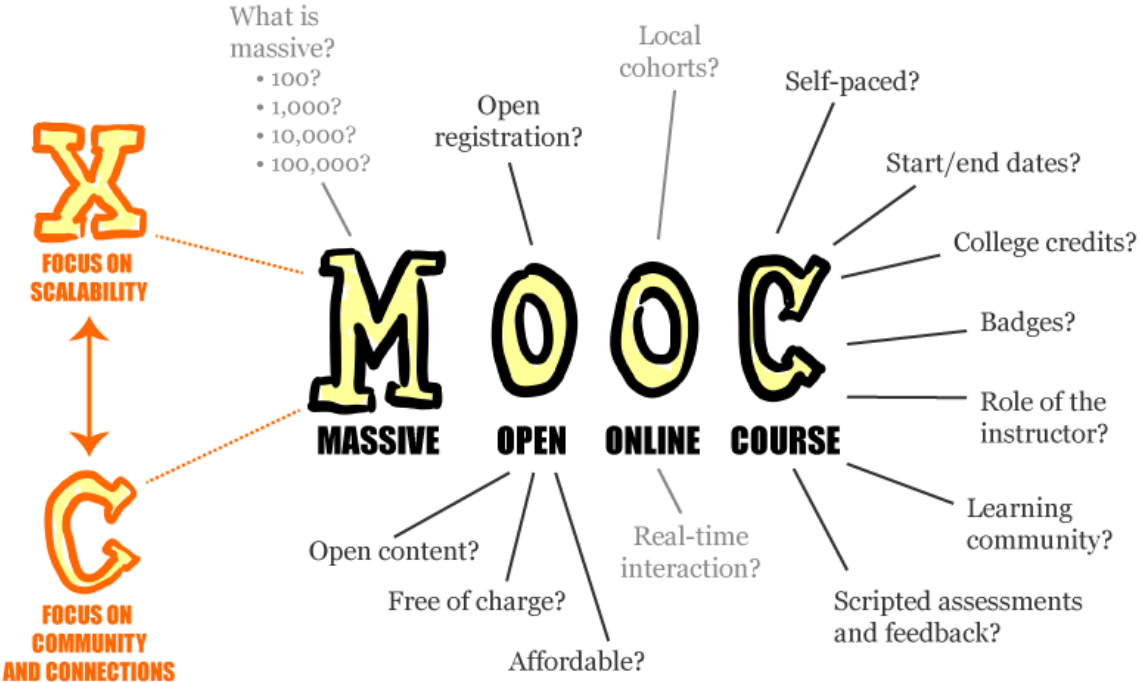 What is
massive?
• 100?
• 1,000?
• 10,000?
• 100,000?
Open
registration?
Local
cohorts?
Self-paced?
Start/end dates?
College credits?
Badges?
Role of the
instructor?
Learning
community?
Scripted assessments
and feedback?
X
FOCUS ON
SCALABILITY
C
FOCUS ON
COMMUNITY
AND CONNECTIONS
MOOC
MASSIVE OPEN ONLINE COURSE
Open content?
Free of charge?
Affordable?
Real-time
interaction?